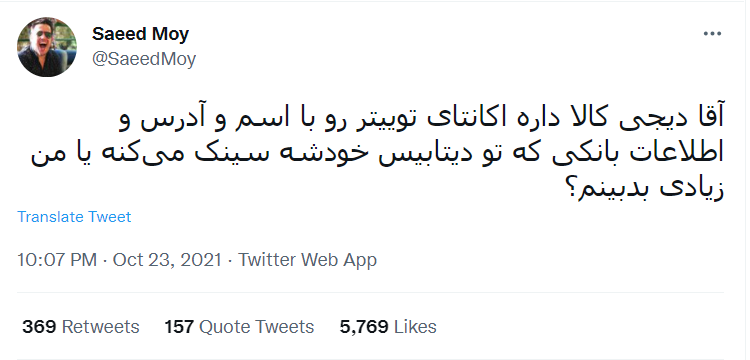 Saeed Moy
@SaeedMoy
آقا دیجی کالا داره اکانتای توییتر رو با اسم و آدرس و
اطلاعات بانکی که تو دیتابیس خودشه سینک می‌کنه یا من
زیادی بدبینم؟
Translate Tweet
10:07 PM · Oct 23, 2021 · Twitter Web App
369 Retweets 157 Quote Tweets 5,769 Likes